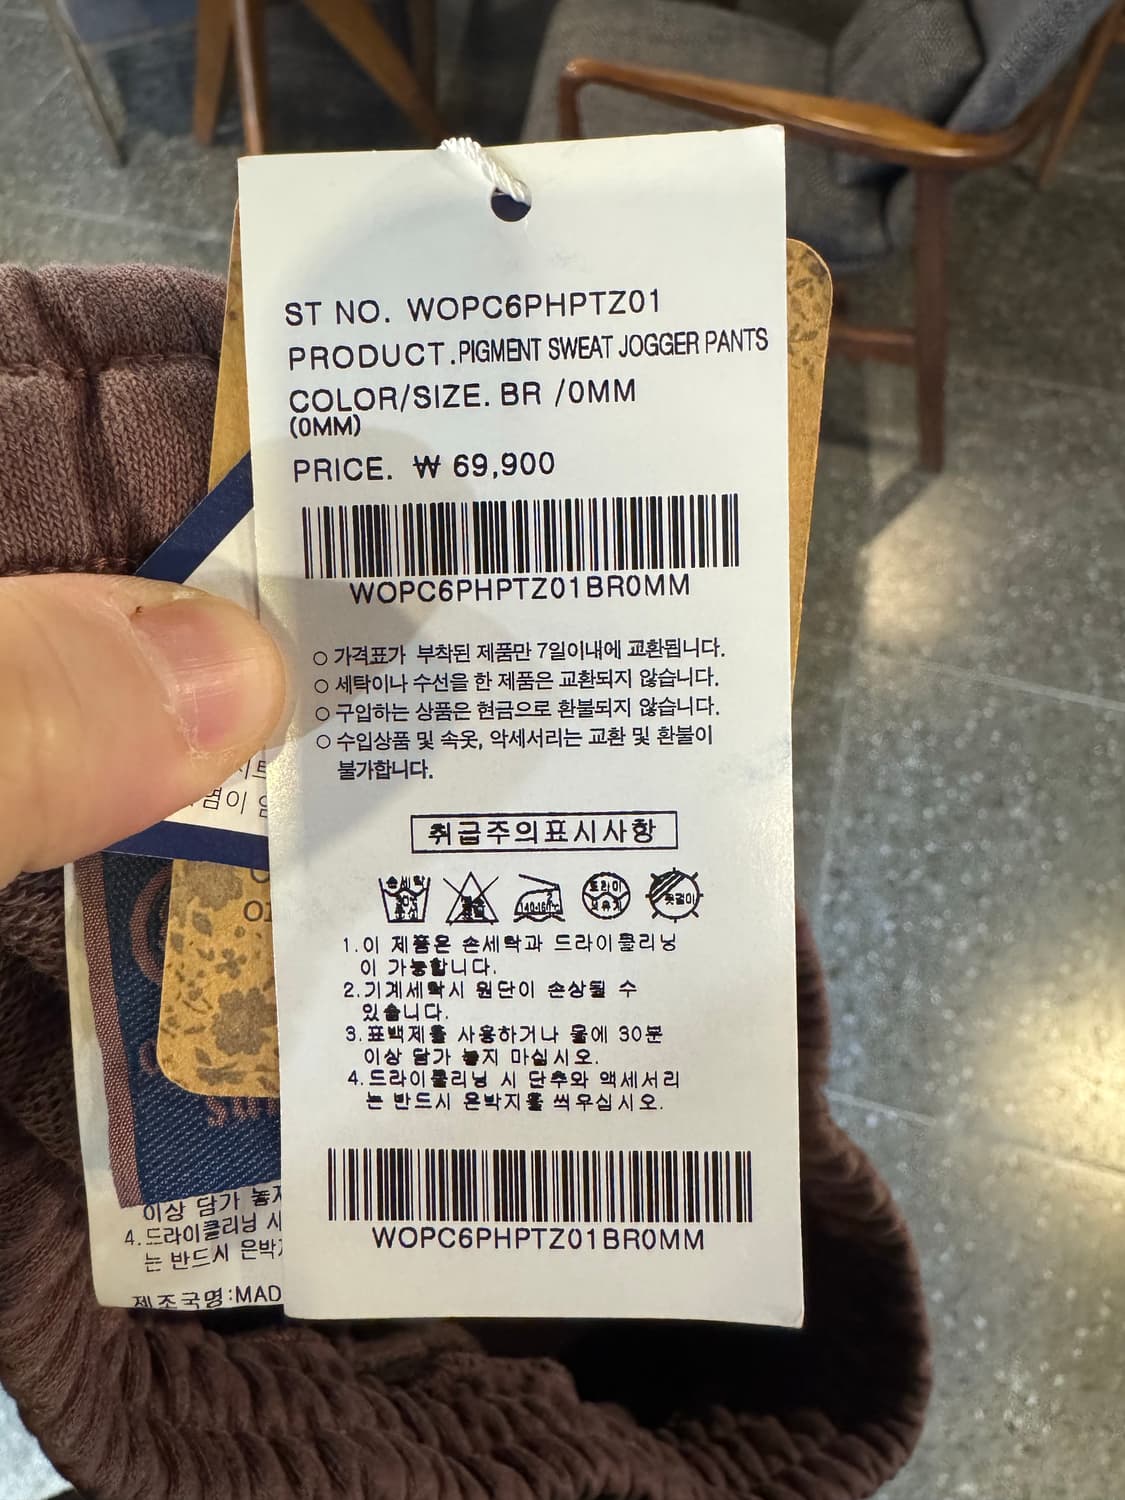 ST NO. WOPC6PHPTZ01
PRODUCT.PIGMENT SWEAT JOGGER PANTS
COLOR/SIZE. BR /0MM
(0MM)
PRICE. ₩ 69,900
WOPC6PHPTZ01BR0MM
○ 가격표가 부착된 제품만 7일이내에 교환됩니다.
○ 세탁이나 수선을 한 제품은 교환되지 않습니다.
○ 구입하는 상품은 현금으로 환불되지 않습니다.
○ 수입상품 및 속옷, 악세서리는 교환 및 환불이
불가합니다.
취급주의표시사항
손세탁
140-160℃
드라이
옷걸이
1.이 제품은 손세탁과 드라이클리닝
이 가능합니다.
2.기계세탁시 원단이 손상될 수
있습니다.
3.표백제를 사용하거나 물에 30분
이상 담가 놓지 마십시오.
4.드라이클리닝 시 단추와 액세서리
는 반드시 은박지를 씌우십시오.
WOPC6PHPTZ01BR0MM
이상 담가 놓지
4.드라이클리닝 시
는 반드시 은박지
제조국명:MAD